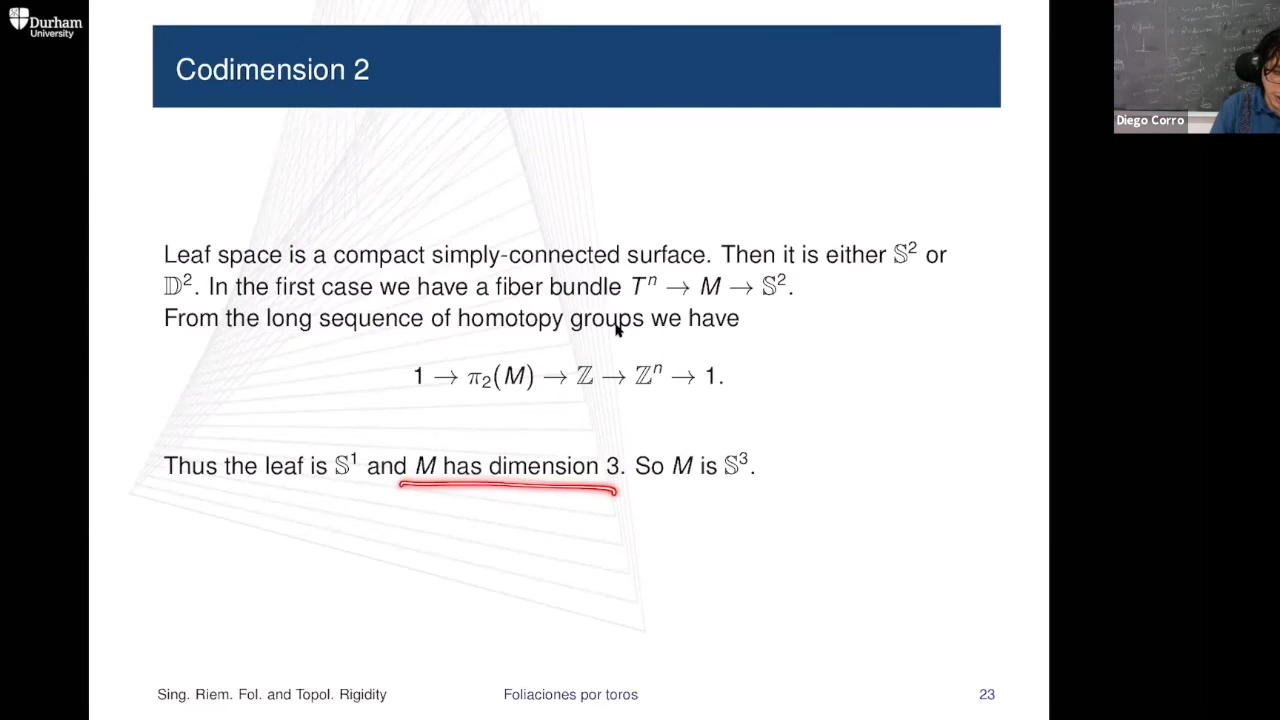 Durham
University
Codimension 2
Diego Corro
Leaf space is a compact simply-connected surface. Then it is either 𝕊² or
𝔻². In the first case we have a fiber bundle Tⁿ → M → 𝕊².
From the long sequence of homotopy groups we have
1 → π₂(M) → ℤ → ℤⁿ → 1.
Thus the leaf is 𝕊¹ and M has dimension 3. So M is 𝕊³.
Sing. Riem. Fol. and Topol. Rigidity
Foliaciones por toros
23